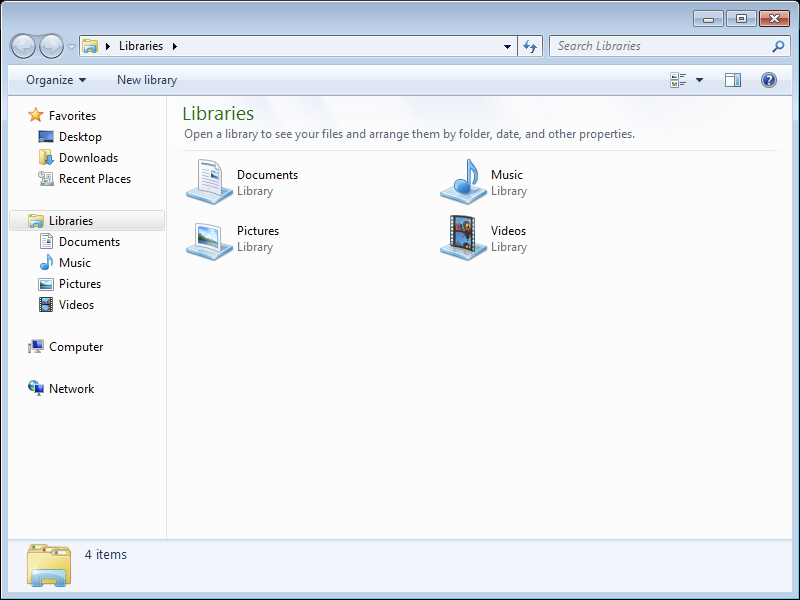 Libraries
Search Libraries
Organize
New library
Favorites
Desktop
Downloads
Recent Places
Libraries
Documents
Music
Pictures
Videos
Computer
Network
Libraries
Open a library to see your files and arrange them by folder, date, and other properties.
Documents
Library
Music
Library
Pictures
Library
Videos
Library
4 items